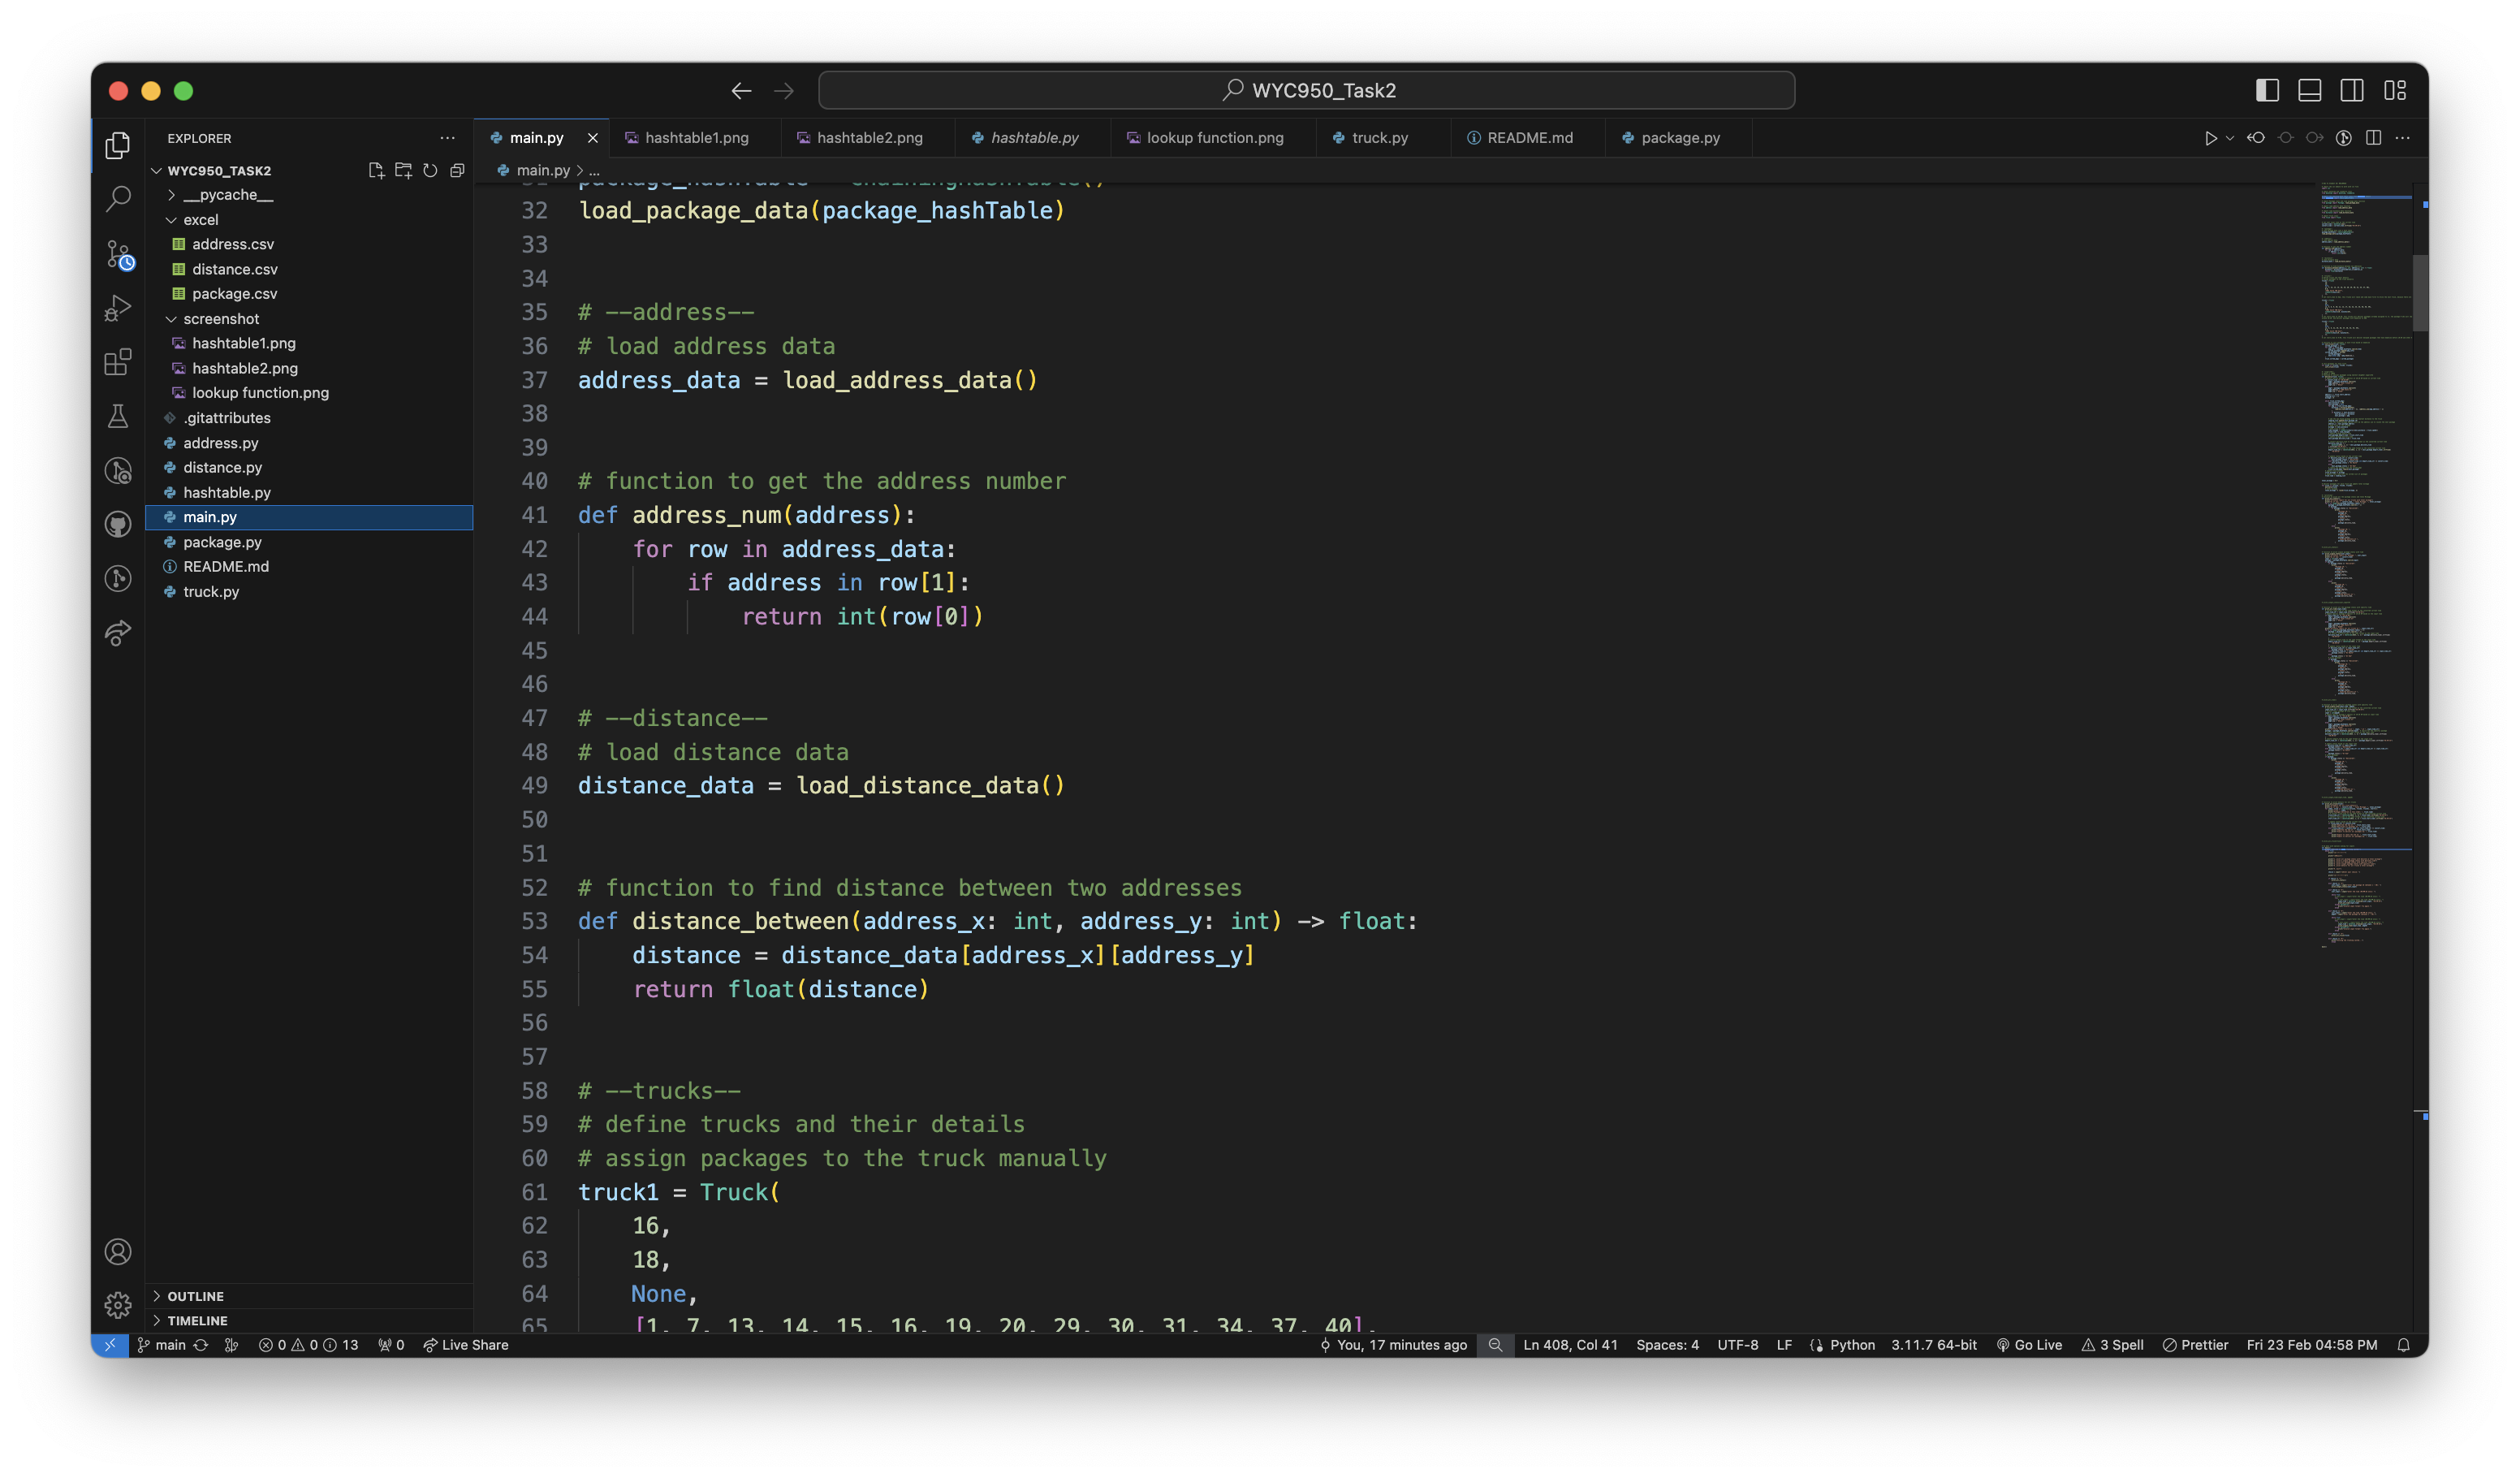 WYC950_Task2
EXPLORER
main.py
hashtable1.png
hashtable2.png
hashtable.py
lookup function.png
truck.py
README.md
package.py
WYC950_TASK2
main.py > ...
__pycache__
excel
address.csv
distance.csv
package.csv
screenshot
hashtable1.png
hashtable2.png
lookup function.png
.gitattributes
address.py
distance.py
hashtable.py
main.py
package.py
README.md
truck.py
OUTLINE
TIMELINE
32 load_package_data(package_hashTable)
33
34
35 # --address--
36 # load address data
37 address_data = load_address_data()
38
39
40 # function to get the address number
41 def address_num(address):
42     for row in address_data:
43         if address in row[1]:
44             return int(row[0])
45
46
47 # --distance--
48 # load distance data
49 distance_data = load_distance_data()
50
51
52 # function to find distance between two addresses
53 def distance_between(address_x: int, address_y: int) -> float:
54     distance = distance_data[address_x][address_y]
55     return float(distance)
56
57
58 # --trucks--
59 # define trucks and their details
60 # assign packages to the truck manually
61 truck1 = Truck(
62     16,
63     18,
64     None,
65     [1, 7, 13, 14, 15, 16, 19, 20, 29, 30, 31, 34, 37, 40],
main 0 0 13 0 Live Share You, 17 minutes ago Ln 408, Col 41 Spaces: 4 UTF-8 LF Python 3.11.7 64-bit Go Live 3 Spell Prettier Fri 23 Feb 04:58 PM